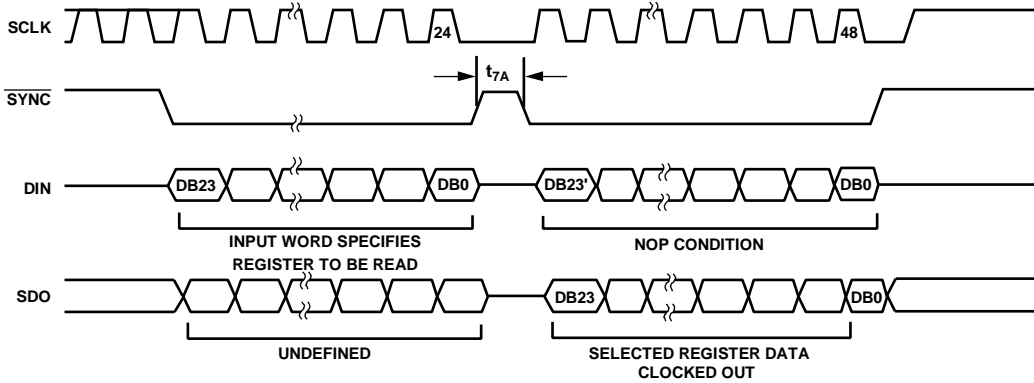 SCLK
24
48
t7A
SYNC
DIN
DB23
DB0
DB23'
DB0
INPUT WORD SPECIFIES
REGISTER TO BE READ
NOP CONDITION
SDO
DB23
DB0
UNDEFINED
SELECTED REGISTER DATA
CLOCKED OUT